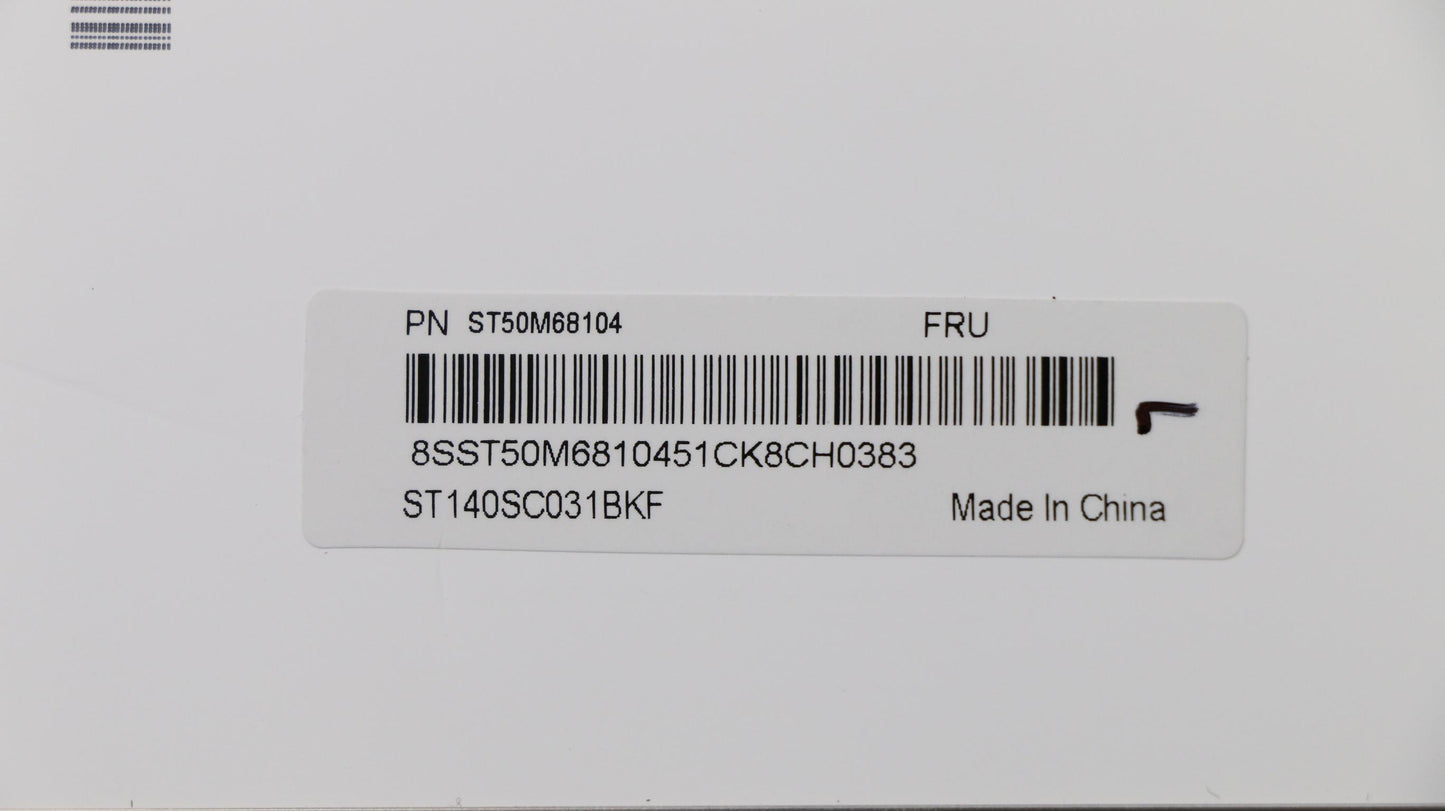 PN ST50M68104 FRU
8SST50M6810451CK8CH0383
ST140SC031BKF Made In China